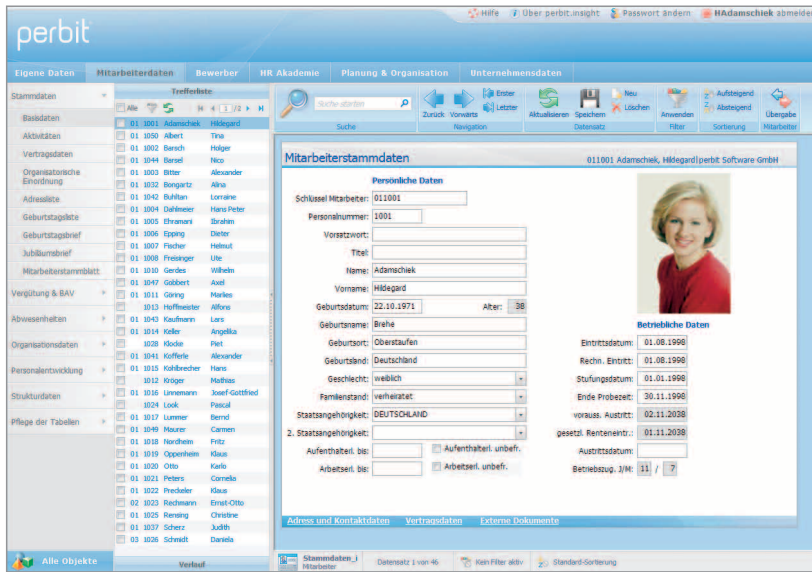 Hilfe Über perbit.insight Passwort ändern HAdamschiek abmelden
perbit
Eigene Daten Mitarbeiterdaten Bewerber HR Akademie Planung & Organisation Unternehmensdaten
Stammdaten
Basisdaten
Aktivitäten
Vertragsdaten
Organisatorische
Einordnung
Adressliste
Geburtstagsliste
Geburtstagsbrief
Jubiläumsbrief
Mitarbeiterstammblatt
Vergütung & BAV
Abwesenheiten
Organisationsdaten
Personalentwicklung
Strukturdaten
Pflege der Tabellen
Alle Objekte
Trefferliste
Alle 1 /2
01 1001 Adamschiek Hildegard
01 1050 Albert Tina
01 1002 Barsch Holger
01 1044 Barsel Nico
01 1003 Bitter Alexander
01 1032 Bongartz Alina
01 1042 Buhltan Lorraine
01 1004 Dahlmeier Hans Peter
01 1005 Ehramani Ibrahim
01 1006 Epping Dieter
01 1007 Fischer Helmut
01 1008 Freisinger Ute
01 1010 Gerdes Wilhelm
01 1047 Gobbert Axel
01 1011 Göring Marlies
1013 Hoffmeister Alfons
01 1043 Kaufmann Lars
01 1014 Keller Angelika
1028 Klocke Piet
01 1041 Kofferle Alexander
01 1015 Kohlbrecher Hans
1012 Kröger Mathias
01 1016 Linnemann Josef-Gottfried
1024 Look Pascal
01 1017 Lummer Bernd
01 1049 Maurer Carmen
01 1018 Nordheim Fritz
01 1019 Oppenheim Klaus
01 1020 Otto Karlo
01 1021 Peters Cornelia
01 1022 Preckeler Klaus
02 1023 Rechmann Ernst-Otto
01 1025 Rensing Christine
01 1037 Scherz Judith
03 1026 Schmidt Daniela
Verlauf
Suche starten
Suche
Zurück Vorwärts Erster
Letzter
Navigation
Aktualisieren Speichern Neu
Löschen
Datensatz
Anwenden
Filter
Aufsteigend
Absteigend
Sortierung
Übergabe
Mitarbeiter
Mitarbeiterstammdaten 011001 Adamschiek, Hildegard|perbit Software GmbH
Persönliche Daten
Schlüssel Mitarbeiter: 011001
Personalnummer: 1001
Vorsatzwort:
Titel:
Name: Adamschiek
Vorname: Hildegard
Geburtsdatum: 22.10.1971 Alter: 38
Geburtsname: Brehe
Geburtsort: Oberstaufen
Geburtsland: Deutschland
Geschlecht: weiblich
Familienstand: verheiratet
Staatsangehörigkeit: DEUTSCHLAND
2. Staatsangehörigkeit:
Aufenthalterl. bis: Aufenthalterl. unbefr.
Arbeitserl. bis: Arbeitserl. unbefr.
Betriebliche Daten
Eintrittsdatum: 01.08.1998
Rechn. Eintritt: 01.08.1998
Stufungsdatum: 01.01.1998
Ende Probezeit: 30.11.1998
vorauss. Austritt: 02.11.2038
gesetzl. Renteneintr.: 01.11.2038
Austrittsdatum:
Betriebszug. J/M: 11 / 7
Adress und Kontaktdaten Vertragsdaten Externe Dokumente
Stammdaten_i
Mitarbeiter
Datensatz 1 von 46 Kein Filter aktiv Standard-Sortierung